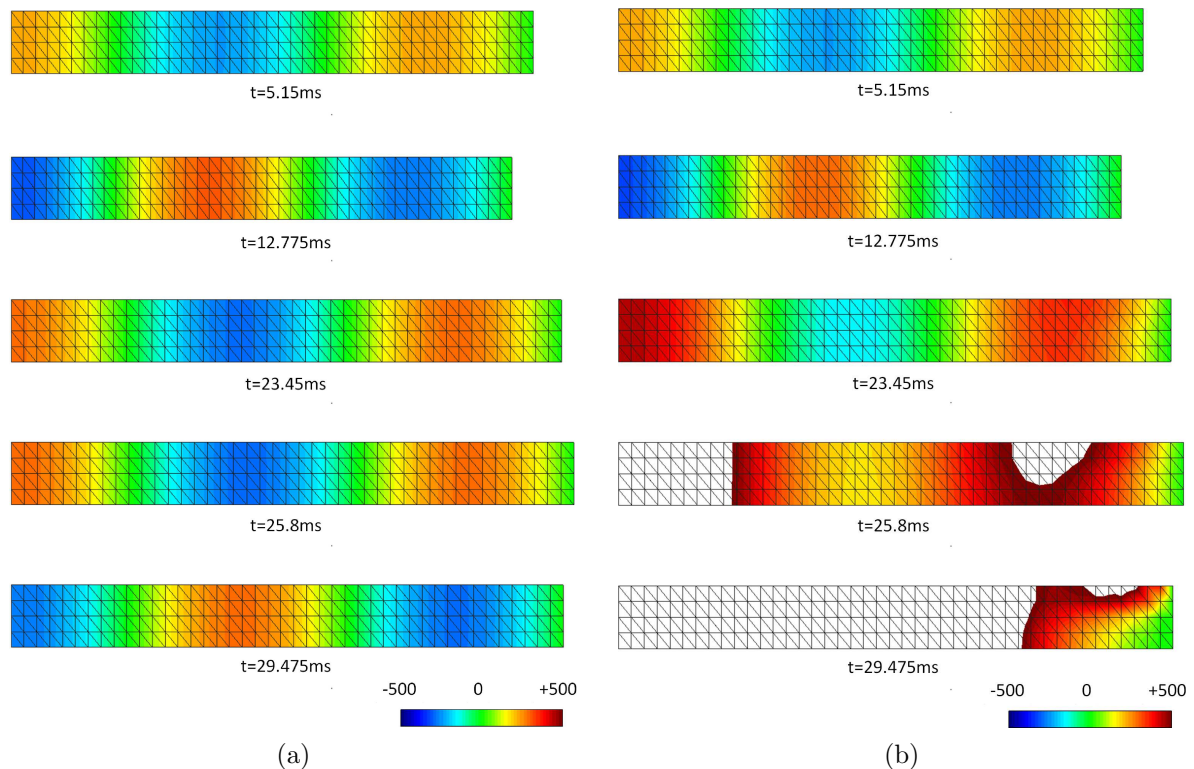 t=5.15ms
t=12.775ms
t=23.45ms
t=25.8ms
t=29.475ms
-500 0 +500
(a)
t=5.15ms
t=12.775ms
t=23.45ms
t=25.8ms
t=29.475ms
-500 0 +500
(b)